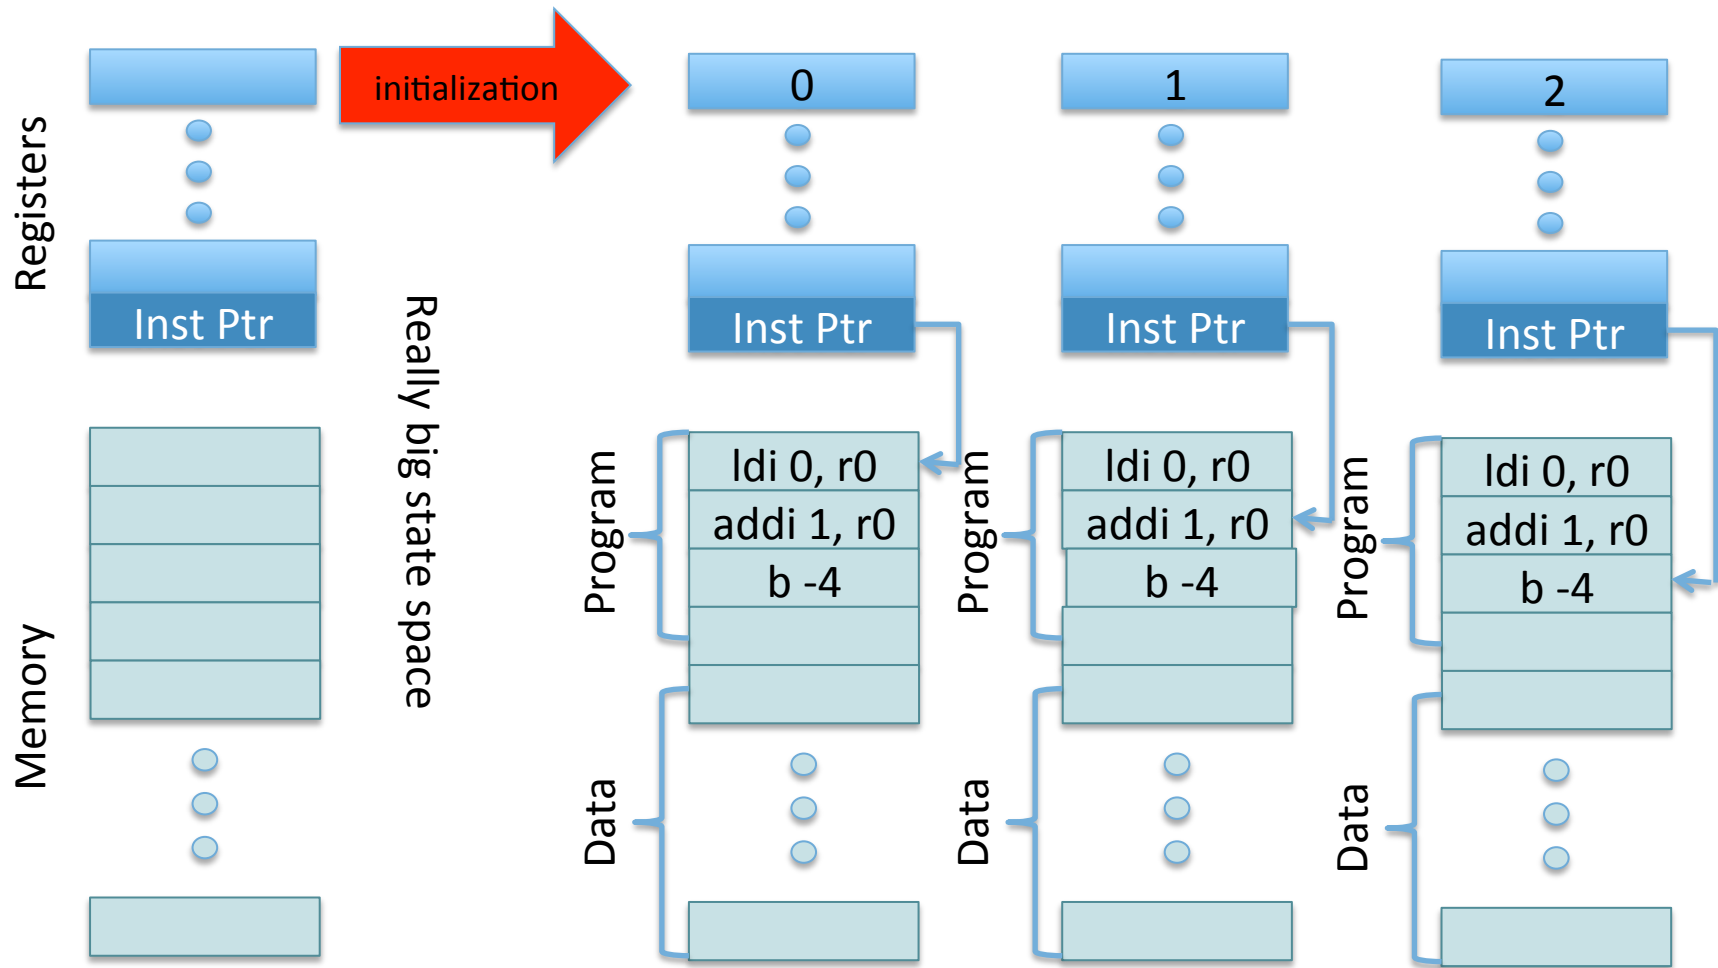 Registers
Inst Ptr
Memory
initialization
Really big state space
0
Inst Ptr
Program
ldi 0, r0
addi 1, r0
b -4
Data
1
Inst Ptr
Program
ldi 0, r0
addi 1, r0
b -4
Data
2
Inst Ptr
Program
ldi 0, r0
addi 1, r0
b -4
Data